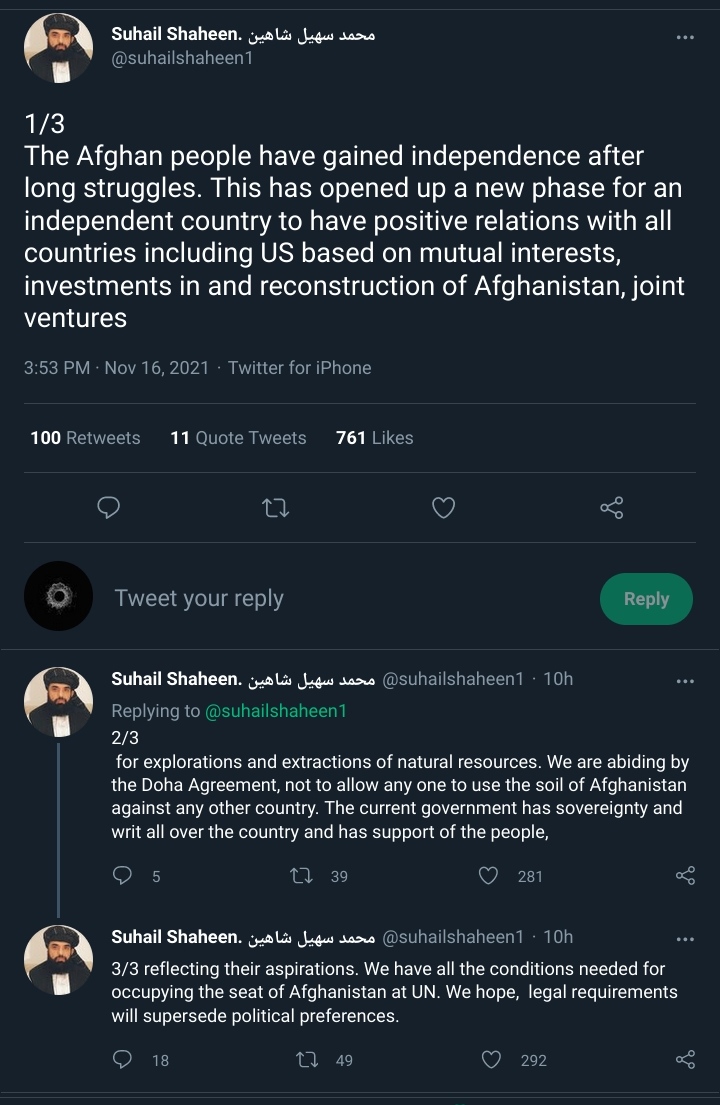 Suhail Shaheen. محمد سهيل شاهين
@suhailshaheen1
1/3
The Afghan people have gained independence after
long struggles. This has opened up a new phase for an
independent country to have positive relations with all
countries including US based on mutual interests,
investments in and reconstruction of Afghanistan, joint
ventures
3:53 PM · Nov 16, 2021 · Twitter for iPhone
100 Retweets 11 Quote Tweets 761 Likes
Tweet your reply
Reply
Suhail Shaheen. محمد سهيل شاهين @suhailshaheen1 · 10h
Replying to @suhailshaheen1
2/3
for explorations and extractions of natural resources. We are abiding by
the Doha Agreement, not to allow any one to use the soil of Afghanistan
against any other country. The current government has sovereignty and
writ all over the country and has support of the people,
5 39 281
Suhail Shaheen. محمد سهيل شاهين @suhailshaheen1 · 10h
3/3 reflecting their aspirations. We have all the conditions needed for
occupying the seat of Afghanistan at UN. We hope, legal requirements
will supersede political preferences.
18 49 292